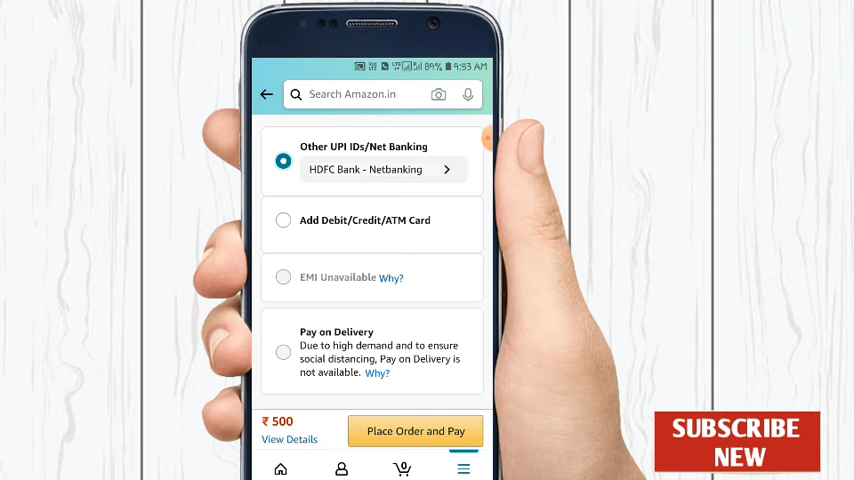 89% 9:53 AM
Search Amazon.in
Other UPI IDs/Net Banking
HDFC Bank - Netbanking
Add Debit/Credit/ATM Card
EMI Unavailable Why?
Pay on Delivery
Due to high demand and to ensure
social distancing, Pay on Delivery is
not available. Why?
₹ 500
View Details
Place Order and Pay
0
SUBSCRIBE
NEW